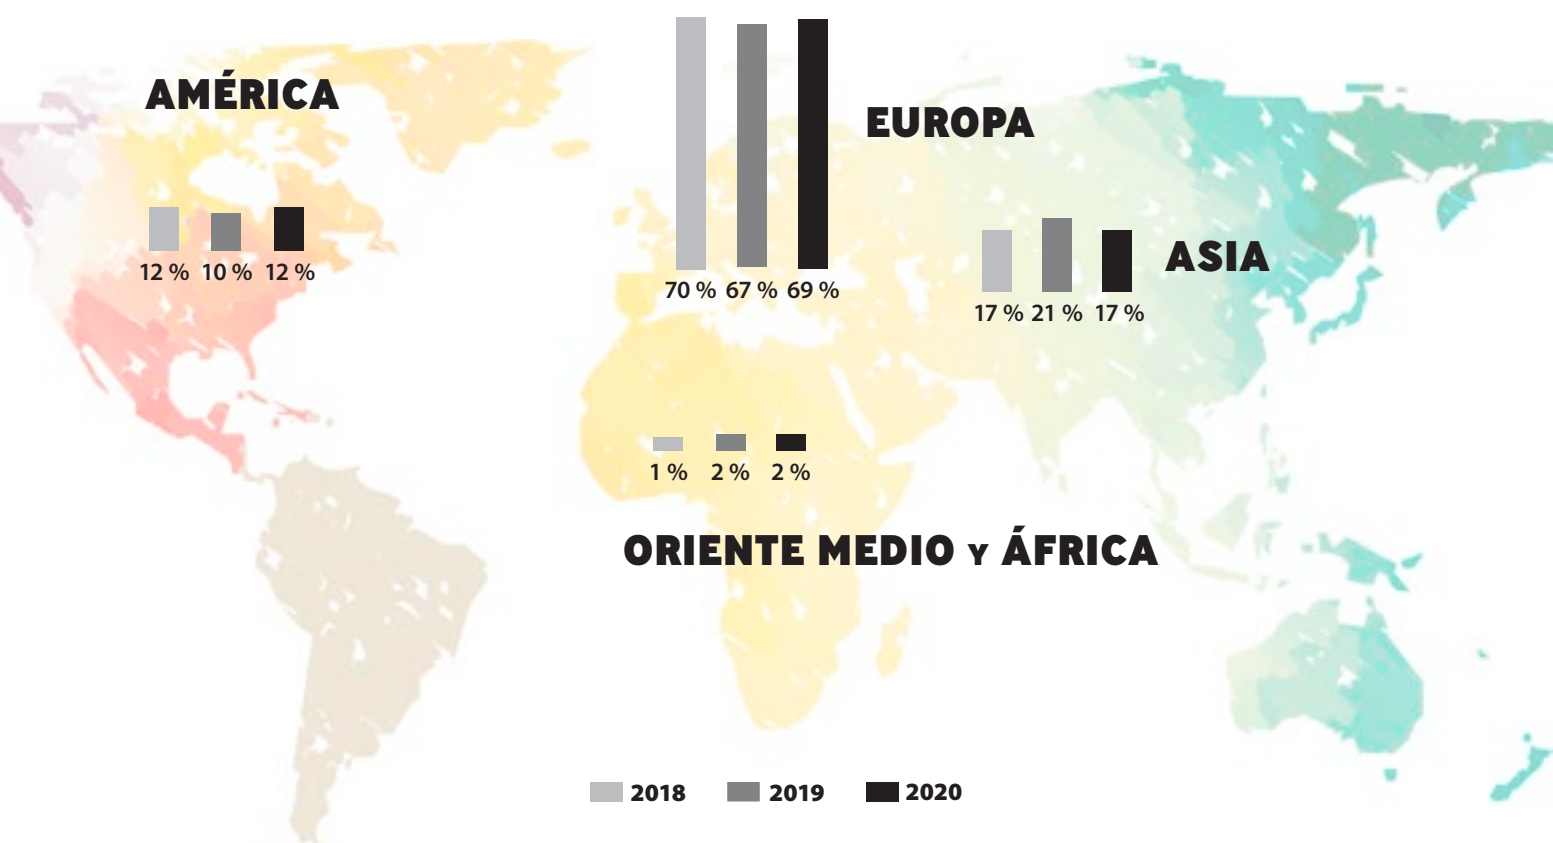 AMÉRICA
12 % 10 % 12 %
EUROPA
70 % 67 % 69 %
ASIA
17 % 21 % 17 %
1 % 2 % 2 %
ORIENTE MEDIO Y ÁFRICA
2018 2019 2020